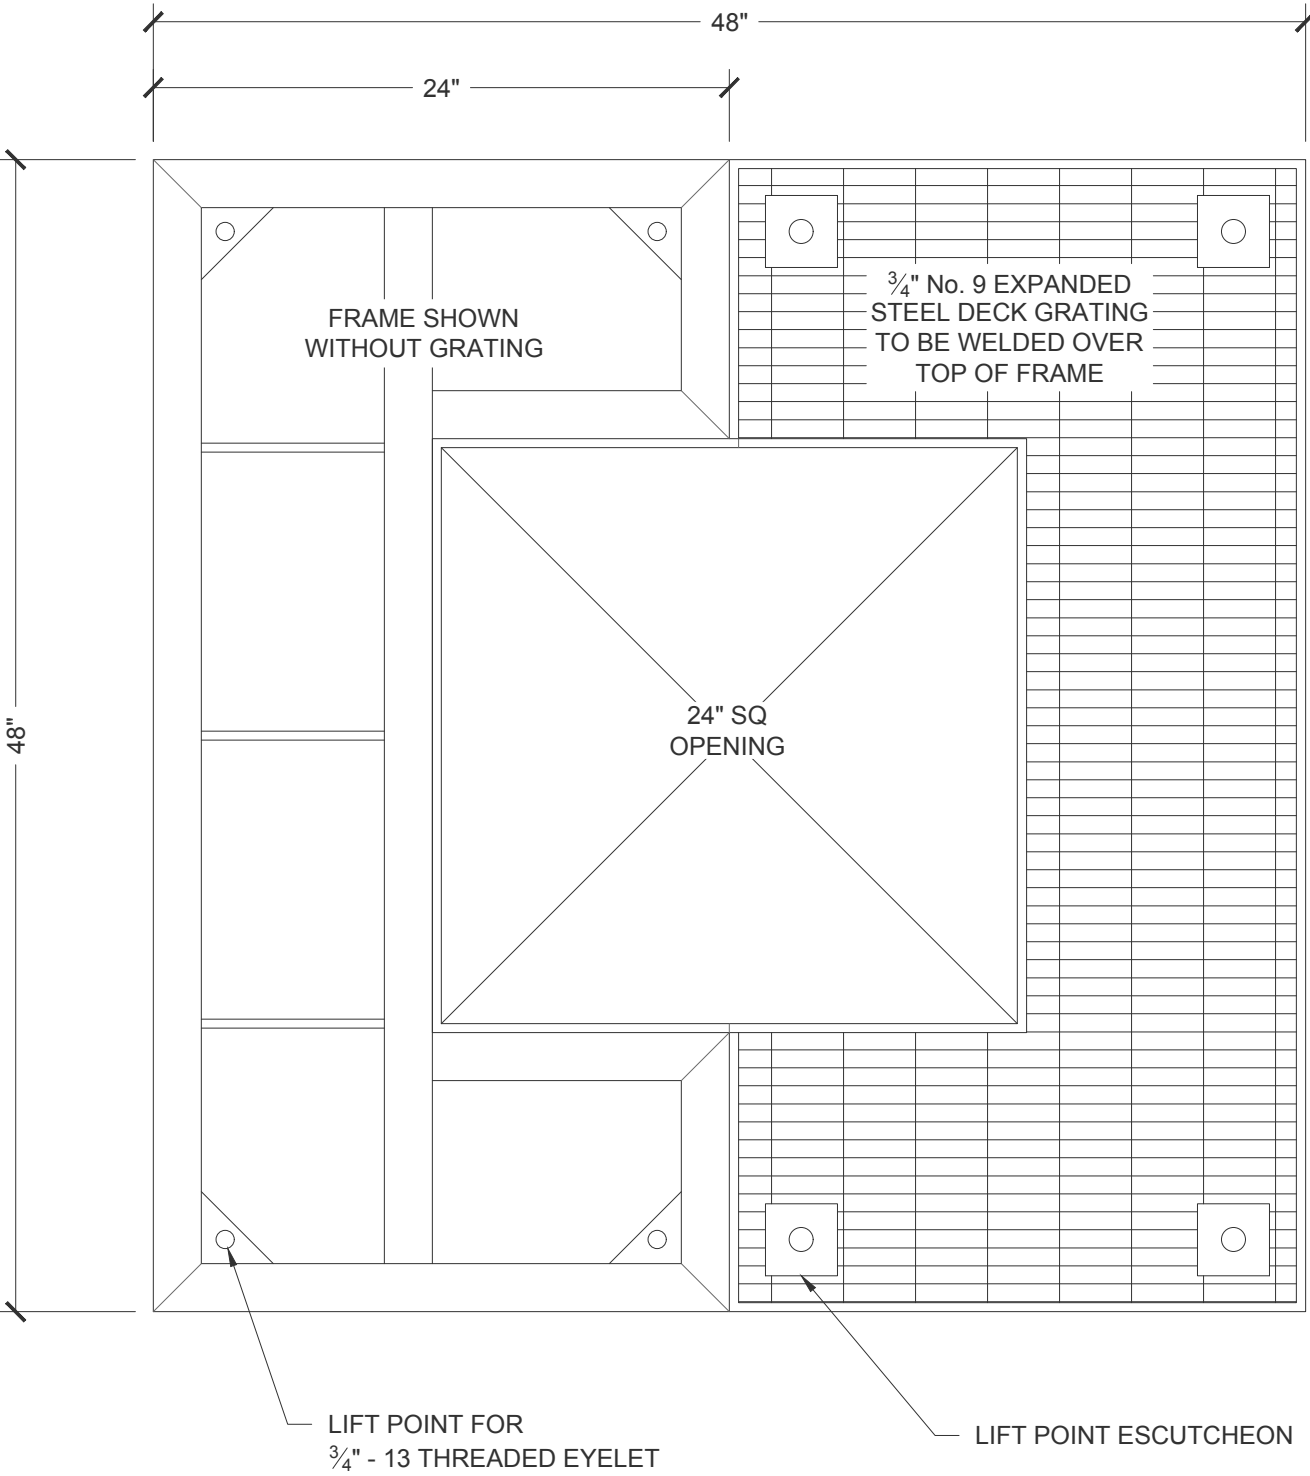 48"
24"
¾" No. 9 EXPANDED
STEEL DECK GRATING
TO BE WELDED OVER
TOP OF FRAME
FRAME SHOWN
WITHOUT GRATING
48"
24" SQ
OPENING
LIFT POINT FOR
¾" - 13 THREADED EYELET
LIFT POINT ESCUTCHEON